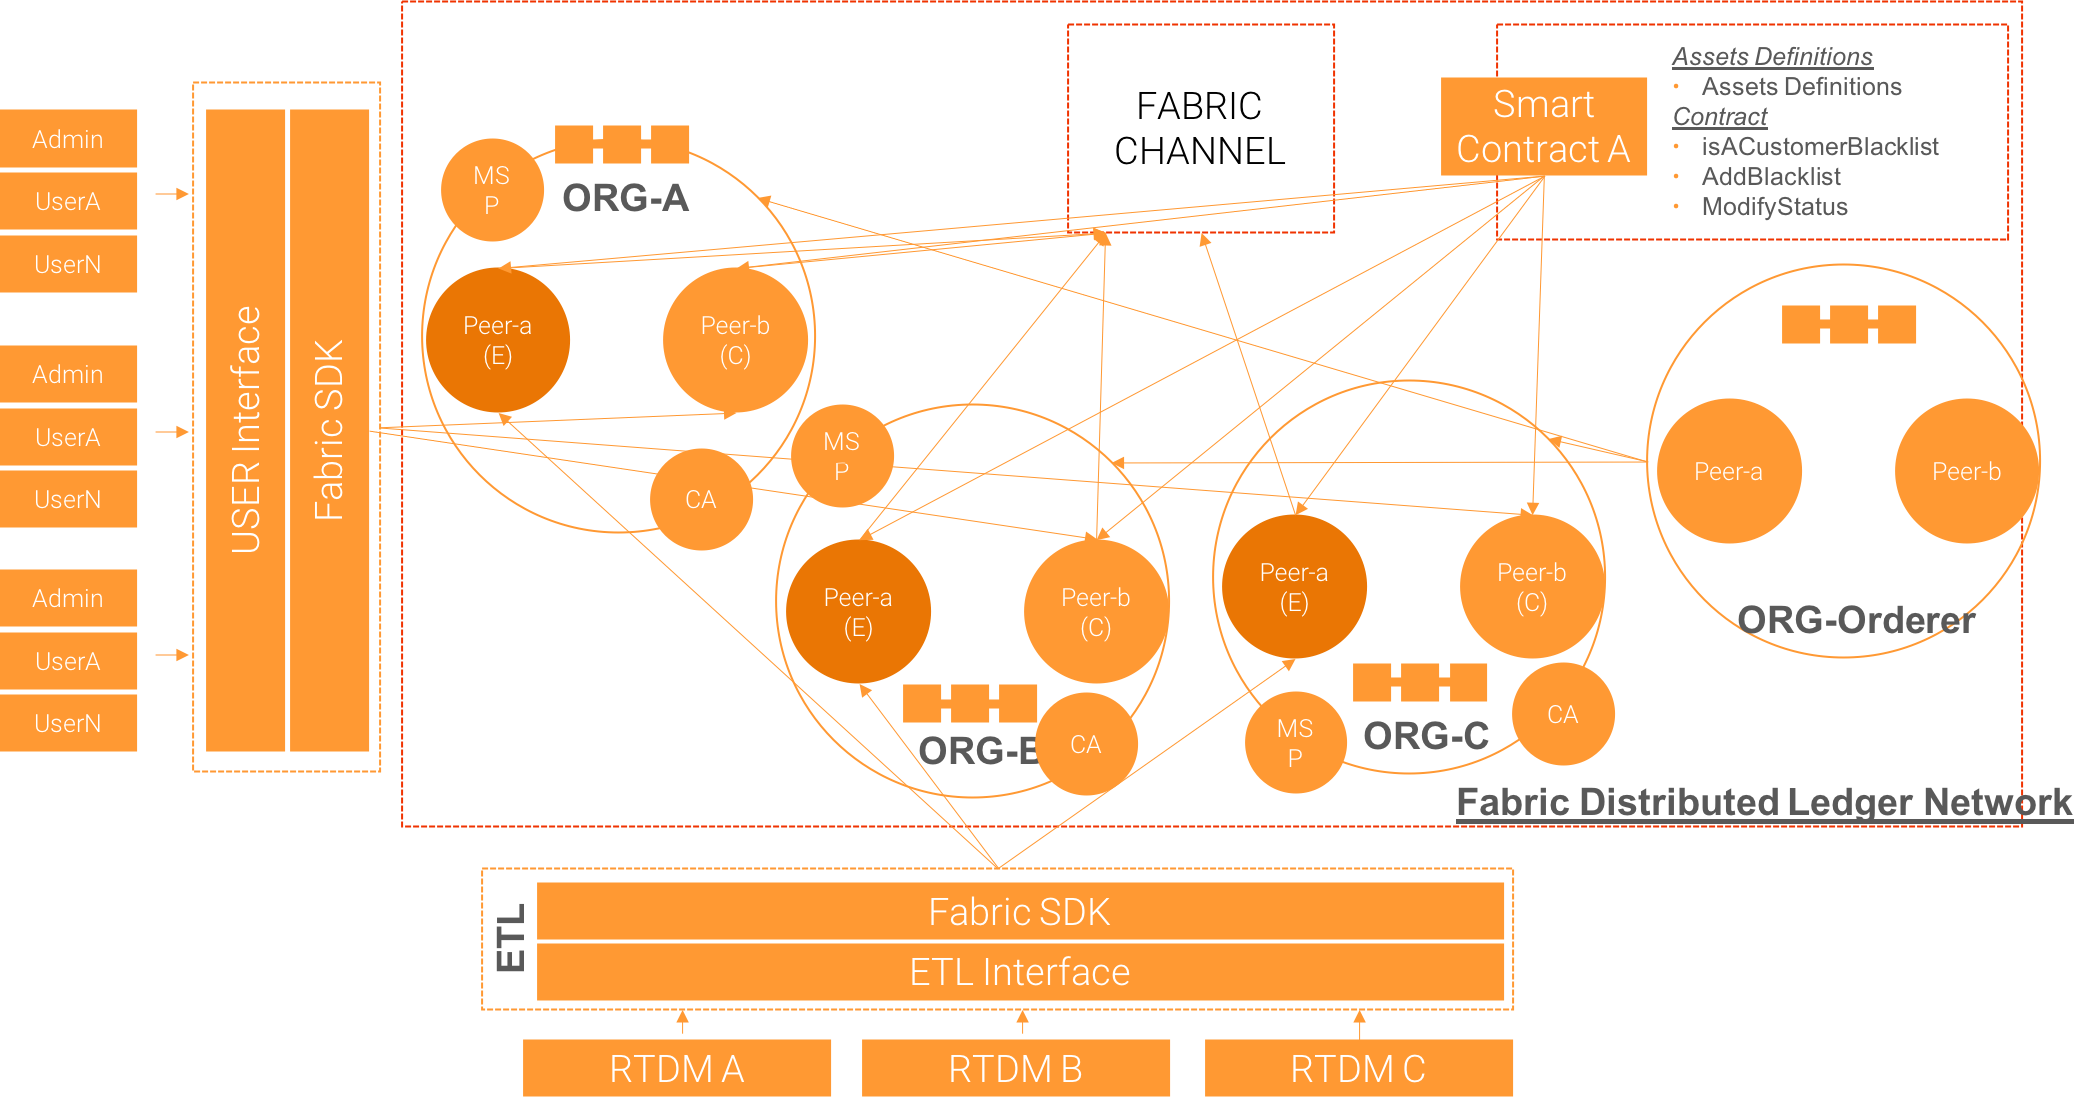 Admin
UserA
UserN
Admin
UserA
UserN
Admin
UserA
UserN
USER Interface
Fabric SDK
MS
P
ORG-A
Peer-a
(E)
Peer-b
(C)
CA
FABRIC
CHANNEL
Smart
Contract A
Assets Definitions
• Assets Definitions
Contract
• isACustomerBlacklist
• AddBlacklist
• ModifyStatus
MS
P
Peer-a
(E)
Peer-b
(C)
ORG-B
CA
Peer-a
(E)
Peer-b
(C)
MS
P
ORG-C
CA
Peer-a
Peer-b
ORG-Orderer
Fabric Distributed Ledger Network
ETL
Fabric SDK
ETL Interface
RTDM A
RTDM B
RTDM C